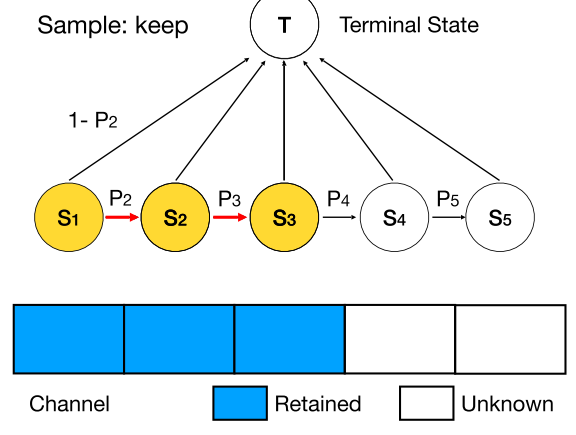 Sample: keep
T
Terminal State
1- P2
P2
P3
P4
P5
S1
S2
S3
S4
S5
Channel
Retained
Unknown